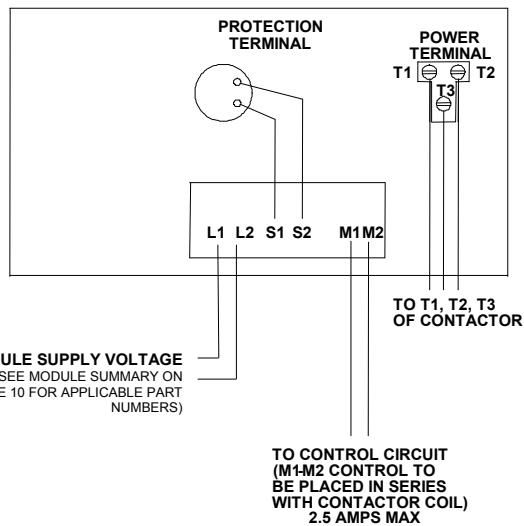 PROTECTION
TERMINAL
POWER
TERMINAL
T1
T2
T3
L1 L2 S1 S2 M1 M2
TO T1, T2, T3
OF CONTACTOR
ULE SUPPLY VOLTAGE
SEE MODULE SUMMARY ON
E 10 FOR APPLICABLE PART
NUMBERS)
TO CONTROL CIRCUIT
(M1-M2 CONTROL TO
BE PLACED IN SERIES
WITH CONTACTOR COIL)
2.5 AMPS MAX